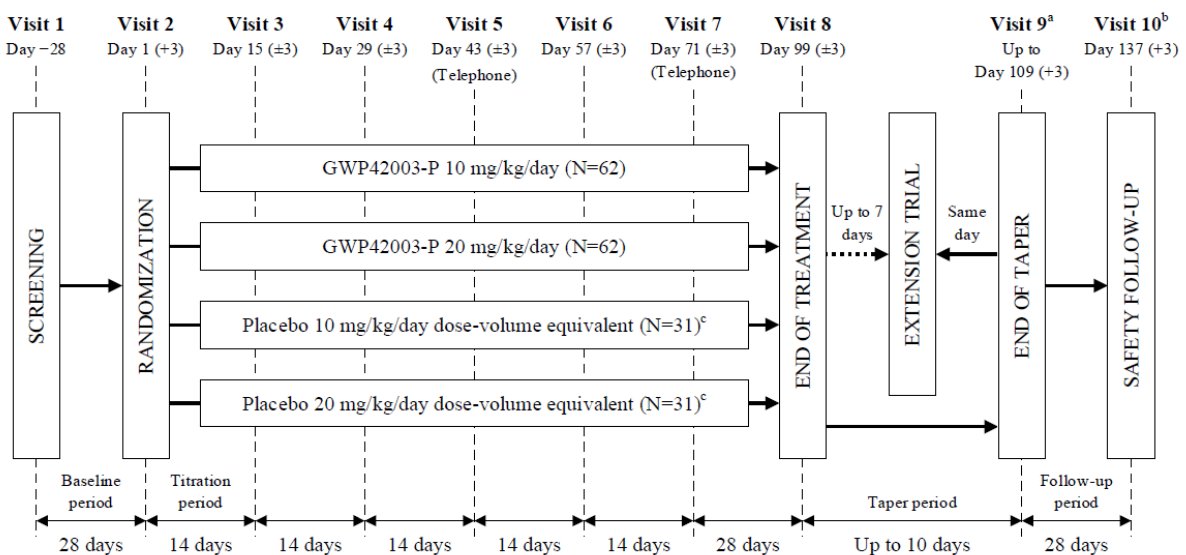 Visit 1
Day −28
Visit 2
Day 1 (+3)
Visit 3
Day 15 (±3)
Visit 4
Day 29 (±3)
Visit 5
Day 43 (±3)
(Telephone)
Visit 6
Day 57 (±3)
Visit 7
Day 71 (±3)
(Telephone)
Visit 8
Day 99 (±3)
Visit 9a
Up to
Day 109 (+3)
Visit 10b
Day 137 (+3)
SCREENING
RANDOMIZATION
GWP42003-P 10 mg/kg/day (N=62)
GWP42003-P 20 mg/kg/day (N=62)
Placebo 10 mg/kg/day dose-volume equivalent (N=31)c
Placebo 20 mg/kg/day dose-volume equivalent (N=31)c
END OF TREATMENT
Up to 7
days
EXTENSION TRIAL
Same
day
END OF TAPER
SAFETY FOLLOW-UP
Baseline
period
Titration
period
Taper period
Follow-up
period
28 days
14 days
14 days
14 days
14 days
14 days
28 days
Up to 10 days
28 days